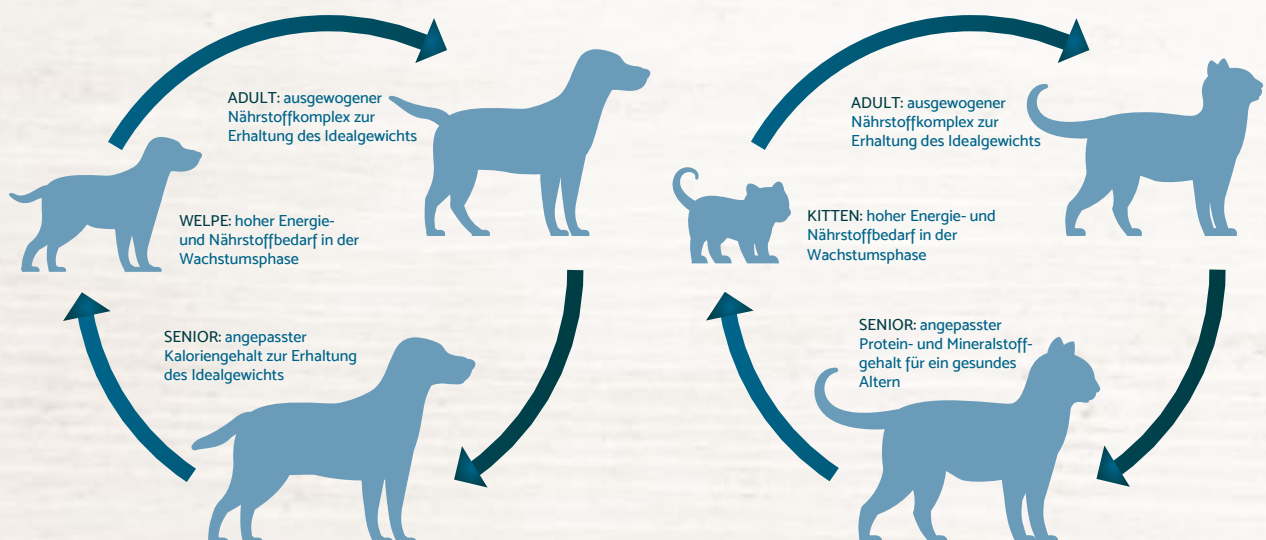 ADULT: ausgewogener
Nährstoffkomplex zur
Erhaltung des Idealgewichts
WELPE: hoher Energie-
und Nährstoffbedarf in der
Wachstumsphase
SENIOR: angepasster
Kaloriengehalt zur Erhaltung
des Idealgewichts
ADULT: ausgewogener
Nährstoffkomplex zur
Erhaltung des Idealgewichts
KITTEN: hoher Energie- und
Nährstoffbedarf in der
Wachstumsphase
SENIOR: angepasster
Protein- und Mineralstoff-
gehalt für ein gesundes
Altern